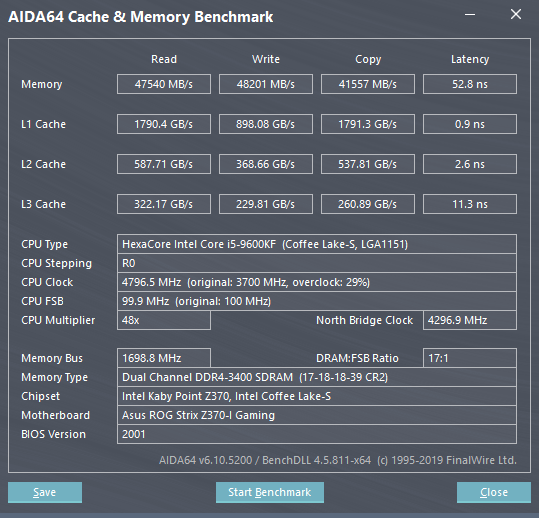 AIDA64 Cache & Memory Benchmark
Read Write Copy Latency
Memory 47540 MB/s 48201 MB/s 41557 MB/s 52.8 ns
L1 Cache 1790.4 GB/s 898.08 GB/s 1791.3 GB/s 0.9 ns
L2 Cache 587.71 GB/s 368.66 GB/s 537.81 GB/s 2.6 ns
L3 Cache 322.17 GB/s 229.81 GB/s 260.89 GB/s 11.3 ns
CPU Type HexaCore Intel Core i5-9600KF (Coffee Lake-S, LGA1151)
CPU Stepping R0
CPU Clock 4796.5 MHz (original: 3700 MHz, overclock: 29%)
CPU FSB 99.9 MHz (original: 100 MHz)
CPU Multiplier 48x North Bridge Clock 4296.9 MHz
Memory Bus 1698.8 MHz DRAM:FSB Ratio 17:1
Memory Type Dual Channel DDR4-3400 SDRAM (17-18-18-39 CR2)
Chipset Intel Kaby Point Z370, Intel Coffee Lake-S
Motherboard Asus ROG Strix Z370-I Gaming
BIOS Version 2001
AIDA64 v6.10.5200 / BenchDLL 4.5.811-x64 (c) 1995-2019 FinalWire Ltd.
Save Start Benchmark Close